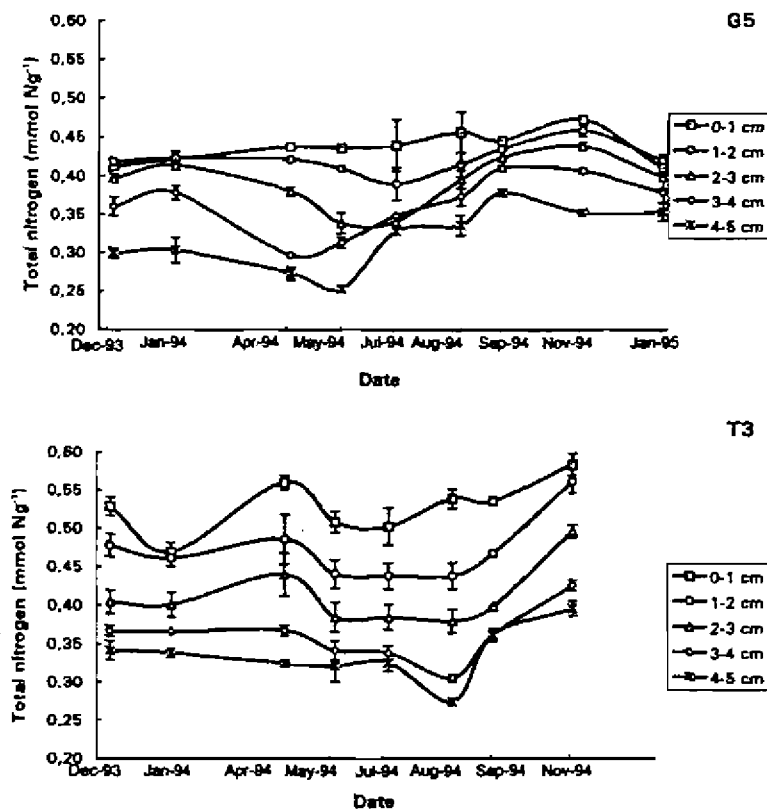 G5
0,60
0,55
0,50
0,45
0,40
0,35
0,30
0,25
0,20
Total nitrogen (mmol Ng⁻¹)
Dec-93 Jan-94 Apr-94 May-94 Jul-94 Aug-94 Sep-94 Nov-94 Jan-95
Date
0-1 cm
1-2 cm
2-3 cm
3-4 cm
4-5 cm
T3
0,60
0,55
0,50
0,45
0,40
0,35
0,30
0,25
0,20
Total nitrogen (mmol Ng⁻¹)
Dec-93 Jan-94 Apr-94 May-94 Jul-94 Aug-94 Sep-94 Nov-94
Date
0-1 cm
1-2 cm
2-3 cm
3-4 cm
4-5 cm